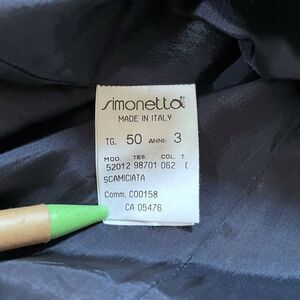 simonetta
MADE IN ITALY
TG. 50 ANNI: 3
MOD. TES. COL. T.
52012 98701 062
SCAMICIATA
Comm. C00158
CA 05476